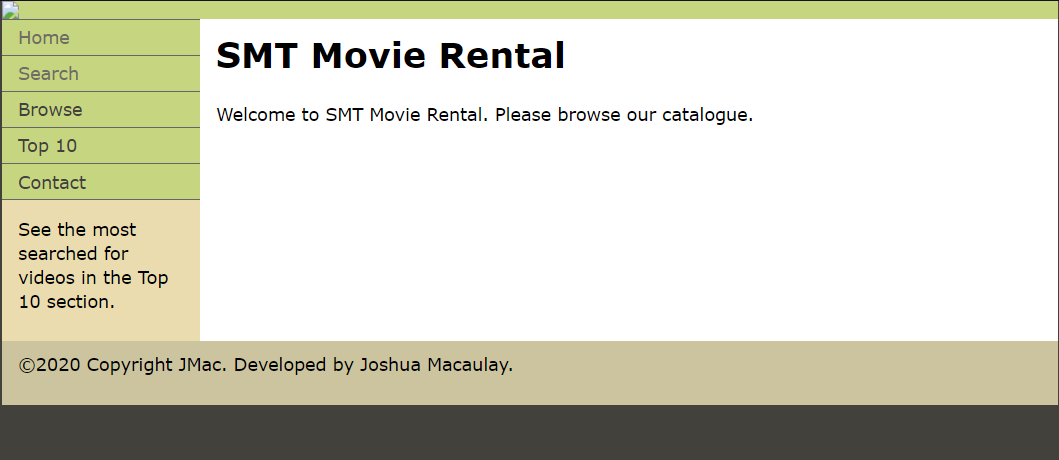 Home
Search
Browse
Top 10
Contact
See the most
searched for
videos in the Top
10 section.
SMT Movie Rental
Welcome to SMT Movie Rental. Please browse our catalogue.
©2020 Copyright JMac. Developed by Joshua Macaulay.